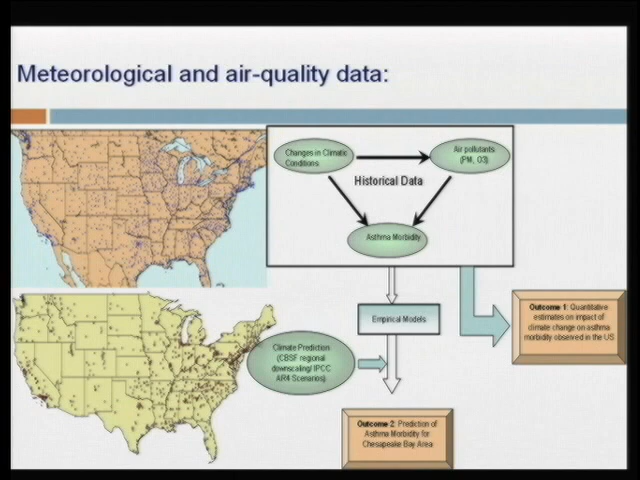 Meteorological and air-quality data:
Changes in Climatic
Conditions
Air pollutants
(PM, O3)
Historical Data
Asthma Morbidity
Empirical Models
Outcome 1: Quantitative
estimates on impact of
climate change on asthma
morbidity observed in the US
Climate Prediction
(CBSF regional
downscaling/ IPCC
AR4 Scenarios)
Outcome 2: Prediction of
Asthma Morbidity for
Chesapeake Bay Area